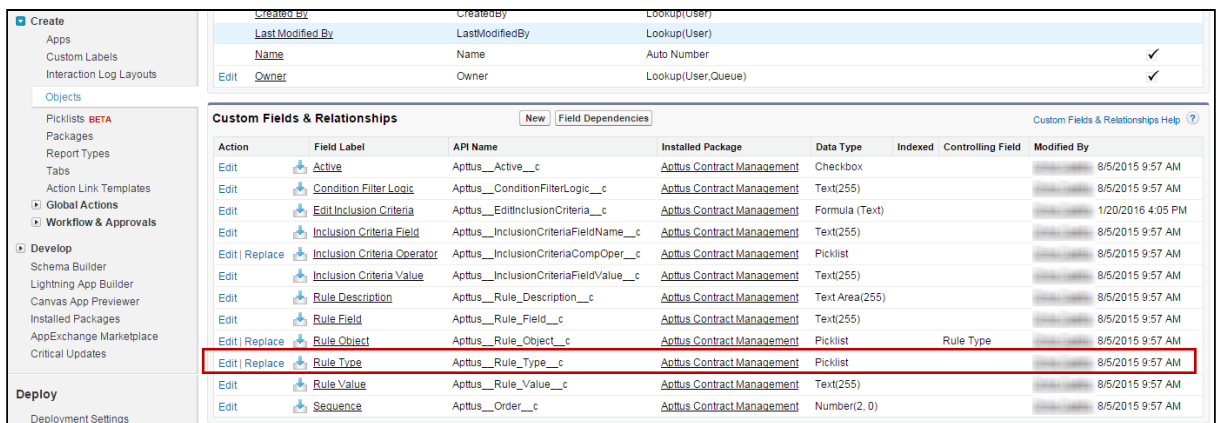 Create
Apps
Custom Labels
Interaction Log Layouts
Objects
Picklists BETA
Packages
Report Types
Tabs
Action Link Templates
Global Actions
Workflow & Approvals
Develop
Schema Builder
Lightning App Builder
Canvas App Previewer
Installed Packages
AppExchange Marketplace
Critical Updates
Deploy
Deployment Settings
Created By CreatedBy Lookup(User)
Last Modified By LastModifiedBy Lookup(User)
Name Name Auto Number ✓
Edit Owner Owner Lookup(User,Queue) ✓
Custom Fields & Relationships New Field Dependencies Custom Fields & Relationships Help ?
Action Field Label API Name Installed Package Data Type Indexed Controlling Field Modified By
Edit Active Apttus__Active__c Apttus Contract Management Checkbox 8/5/2015 9:57 AM
Edit Condition Filter Logic Apttus__ConditionFilterLogic__c Apttus Contract Management Text(255) 8/5/2015 9:57 AM
Edit Edit Inclusion Criteria Apttus__EditInclusionCriteria__c Apttus Contract Management Formula (Text) 1/20/2016 4:05 PM
Edit Inclusion Criteria Field Apttus__InclusionCriteriaFieldName__c Apttus Contract Management Text(255) 8/5/2015 9:57 AM
Edit | Replace Inclusion Criteria Operator Apttus__InclusionCriteriaCompOper__c Apttus Contract Management Picklist 8/5/2015 9:57 AM
Edit Inclusion Criteria Value Apttus__InclusionCriteriaFieldValue__c Apttus Contract Management Text(255) 8/5/2015 9:57 AM
Edit Rule Description Apttus__Rule_Description__c Apttus Contract Management Text Area(255) 8/5/2015 9:57 AM
Edit Rule Field Apttus__Rule_Field__c Apttus Contract Management Text(255) 8/5/2015 9:57 AM
Edit | Replace Rule Object Apttus__Rule_Object__c Apttus Contract Management Picklist Rule Type 8/5/2015 9:57 AM
Edit | Replace Rule Type Apttus__Rule_Type__c Apttus Contract Management Picklist 8/5/2015 9:57 AM
Edit Rule Value Apttus__Rule_Value__c Apttus Contract Management Text(255) 8/5/2015 9:57 AM
Edit Sequence Apttus__Order__c Apttus Contract Management Number(2, 0) 8/5/2015 9:57 AM